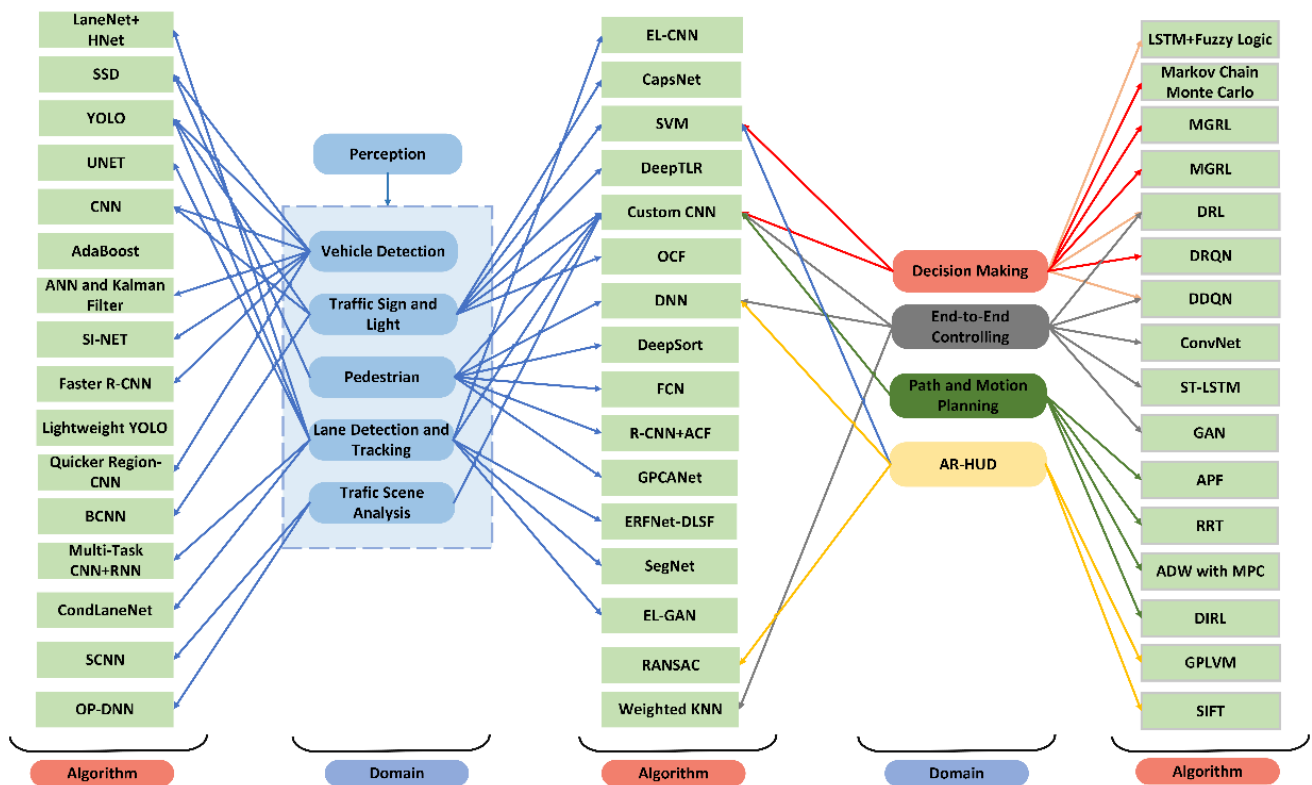 LaneNet+
HNet
SSD
YOLO
UNET
CNN
AdaBoost
ANN and Kalman
Filter
SI-NET
Faster R-CNN
Lightweight YOLO
Quicker Region-
CNN
BCNN
Multi-Task
CNN+RNN
CondLaneNet
SCNN
OP-DNN
Algorithm
Perception
Vehicle Detection
Traffic Sign and
Light
Pedestrian
Lane Detection and
Tracking
Trafic Scene
Analysis
Domain
EL-CNN
CapsNet
SVM
DeepTLR
Custom CNN
OCF
DNN
DeepSort
FCN
R-CNN+ACF
GPCANet
ERFNet-DLSF
SegNet
EL-GAN
RANSAC
Weighted KNN
Algorithm
Decision Making
End-to-End
Controlling
Path and Motion
Planning
AR-HUD
Domain
LSTM+Fuzzy Logic
Markov Chain
Monte Carlo
MGRL
MGRL
DRL
DRQN
DDQN
ConvNet
ST-LSTM
GAN
APF
RRT
ADW with MPC
DIRL
GPLVM
SIFT
Algorithm